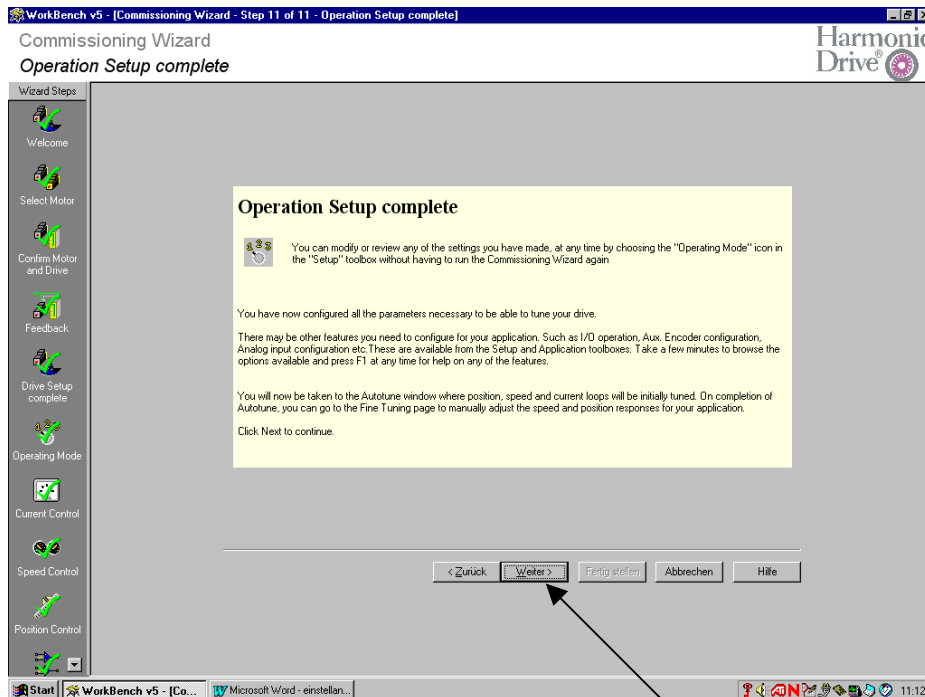 WorkBench v5 - [Commissioning Wizard - Step 11 of 11 - Operation Setup complete]
Commissioning Wizard
Operation Setup complete
Harmonic
Drive®
Wizard Steps
Welcome
Select Motor
Confirm Motor
and Drive
Feedback
Drive Setup
complete
Operating Mode
Current Control
Speed Control
Position Control
Operation Setup complete
You can modify or review any of the settings you have made, at any time by choosing the "Operating Mode" icon in
the "Setup" toolbox without having to run the Commissioning Wizard again
You have now configured all the parameters necessary to be able to tune your drive.
There may be other features you need to configure for your application. Such as I/O operation, Aux. Encoder configuration,
Analog input configuration etc.These are available from the Setup and Application toolboxes. Take a few minutes to browse the
options available and press F1 at any time for help on any of the features.
You will now be taken to the Autotune window where position, speed and current loops will be initially tuned. On completion of
Autotune, you can go to the Fine Tuning page to manually adjust the speed and position responses for your application.
Click Next to continue.
< Zurück
Weiter >
Fertig stellen
Abbrechen
Hilfe
Start
WorkBench v5 - [Co...
Microsoft Word - einstellan...
11:12